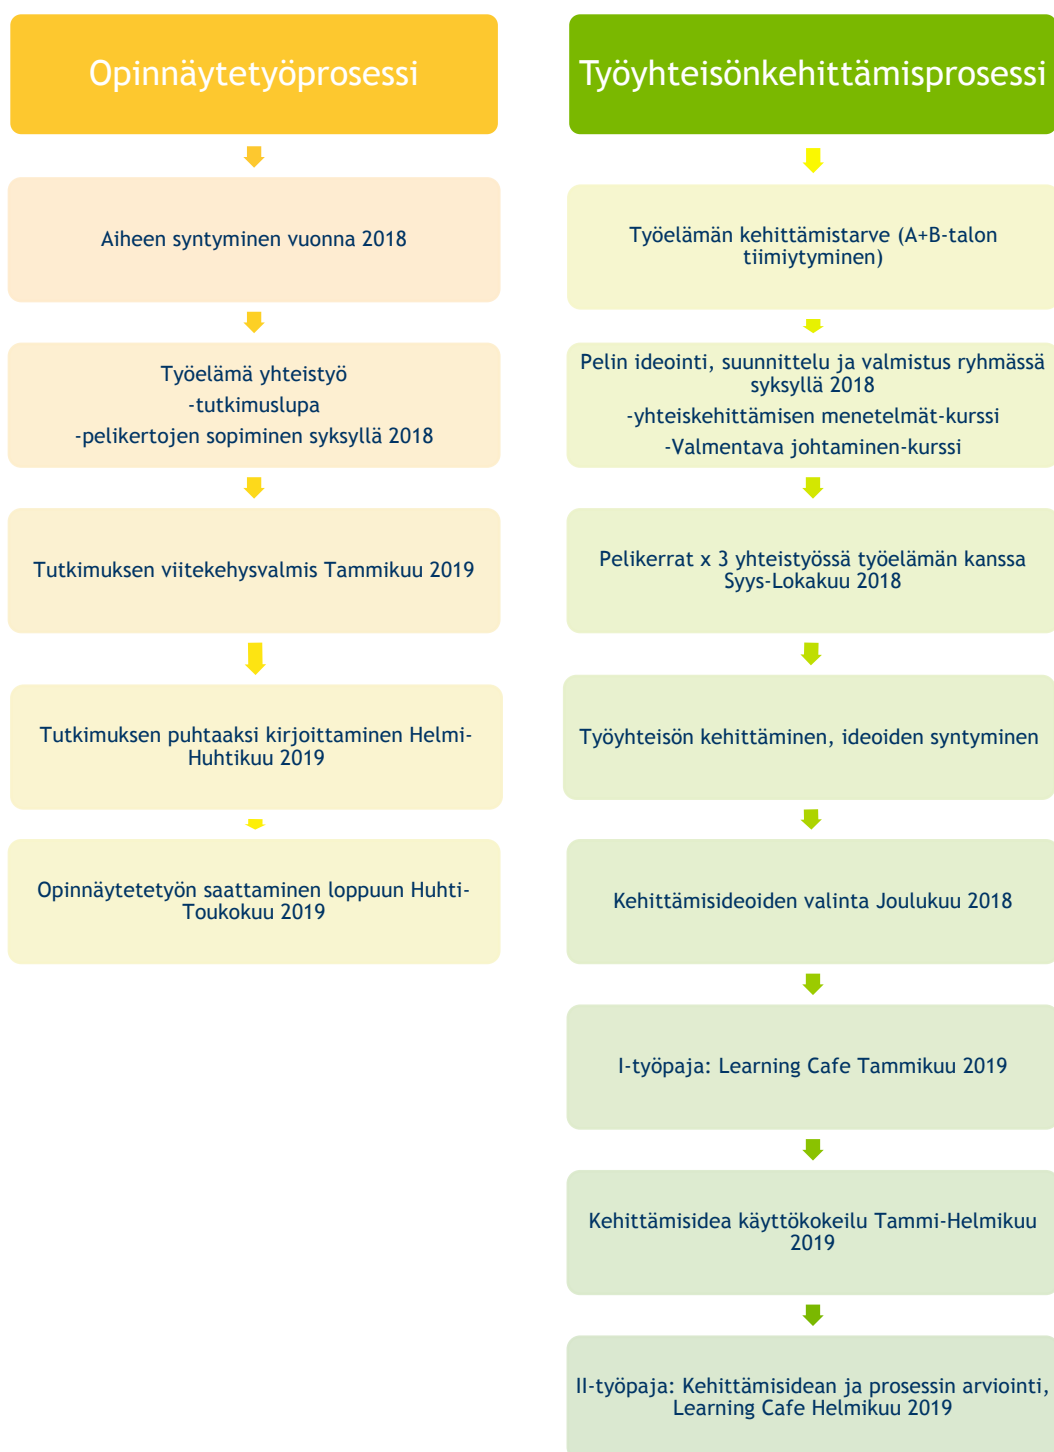 Opinnäytetyöprosessi
Aiheen syntyminen vuonna 2018
Työelämä yhteistyö
-tutkimuslupa
-pelikertojen sopiminen syksyllä 2018
Tutkimuksen viitekehysvalmis Tammikuu 2019
Tutkimuksen puhtaaksi kirjoittaminen Helmi-
Huhtikuu 2019
Opinnäytetetyön saattaminen loppuun Huhti-
Toukokuu 2019
Työyhteisönkehittämisprosessi
Työelämän kehittämistarve (A+B-talon
tiimiytyminen)
Pelin ideointi, suunnittelu ja valmistus ryhmässä
syksyllä 2018
-yhteiskehittämisen menetelmät-kurssi
-Valmentava johtaminen-kurssi
Pelikerrat x 3 yhteistyössä työelämän kanssa
Syys-Lokakuu 2018
Työyhteisön kehittäminen, ideoiden syntyminen
Kehittämisideoiden valinta Joulukuu 2018
I-työpaja: Learning Cafe Tammikuu 2019
Kehittämisidea käyttökokeilu Tammi-Helmikuu
2019
II-työpaja: Kehittämisidean ja prosessin arviointi,
Learning Cafe Helmikuu 2019